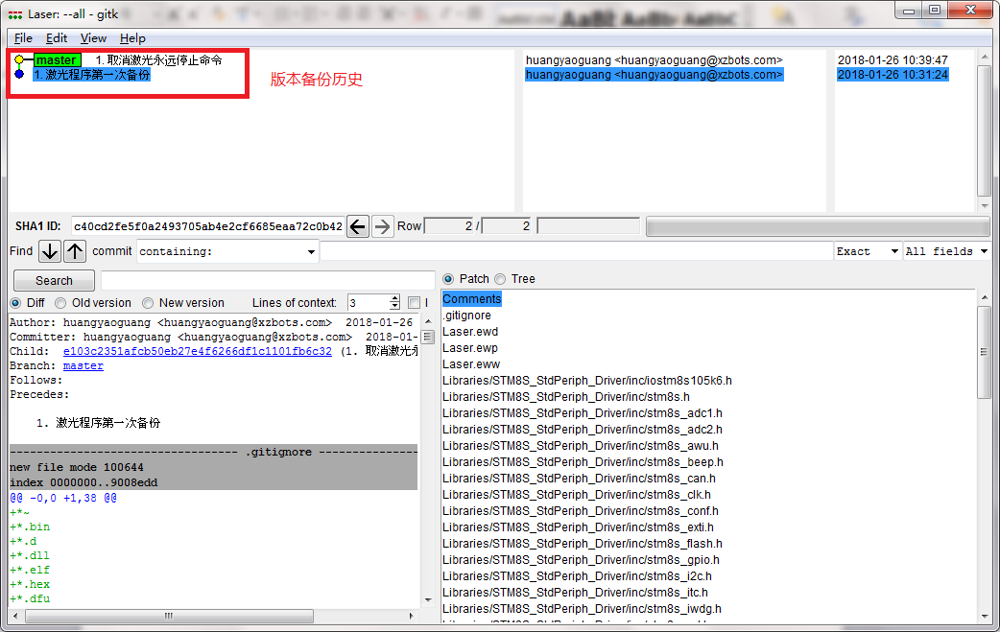 Laser: --all - gitk
File Edit View Help
master 1. 取消激光永远停止命令 huangyaoguang <huangyaoguang@xzbots.com> 2018-01-26 10:39:47
1. 激光程序第一次备份 huangyaoguang <huangyaoguang@xzbots.com> 2018-01-26 10:31:24
版本备份历史
SHA1 ID: c40cd2fe5f0a2493705ab4e2cf6685eaa72c0b42 Row 2 / 2
Find commit containing: Exact All fields
Search
Diff Old version New version Lines of context: 3 I
Author: huangyaoguang <huangyaoguang@xzbots.com> 2018-01-26
Committer: huangyaoguang <huangyaoguang@xzbots.com> 2018-01-
Child: e103c2351afcb50eb27e4f6266df1c1101fb6c32 (1. 取消激光永
Branch: master
Follows:
Precedes:
1. 激光程序第一次备份
---------------------------------- .gitignore ---------------
new file mode 100644
index 0000000..9008edd
@@ -0,0 +1,38 @@
+*~
+*.bin
+*.d
+*.dll
+*.elf
+*.hex
+*.dfu
Patch Tree
Comments
.gitignore
Laser.ewd
Laser.ewp
Laser.eww
Libraries/STM8S_StdPeriph_Driver/inc/iostm8s105k6.h
Libraries/STM8S_StdPeriph_Driver/inc/stm8s.h
Libraries/STM8S_StdPeriph_Driver/inc/stm8s_adc1.h
Libraries/STM8S_StdPeriph_Driver/inc/stm8s_adc2.h
Libraries/STM8S_StdPeriph_Driver/inc/stm8s_awu.h
Libraries/STM8S_StdPeriph_Driver/inc/stm8s_beep.h
Libraries/STM8S_StdPeriph_Driver/inc/stm8s_can.h
Libraries/STM8S_StdPeriph_Driver/inc/stm8s_clk.h
Libraries/STM8S_StdPeriph_Driver/inc/stm8s_conf.h
Libraries/STM8S_StdPeriph_Driver/inc/stm8s_exti.h
Libraries/STM8S_StdPeriph_Driver/inc/stm8s_flash.h
Libraries/STM8S_StdPeriph_Driver/inc/stm8s_gpio.h
Libraries/STM8S_StdPeriph_Driver/inc/stm8s_i2c.h
Libraries/STM8S_StdPeriph_Driver/inc/stm8s_itc.h
Libraries/STM8S_StdPeriph_Driver/inc/stm8s_iwdg.h